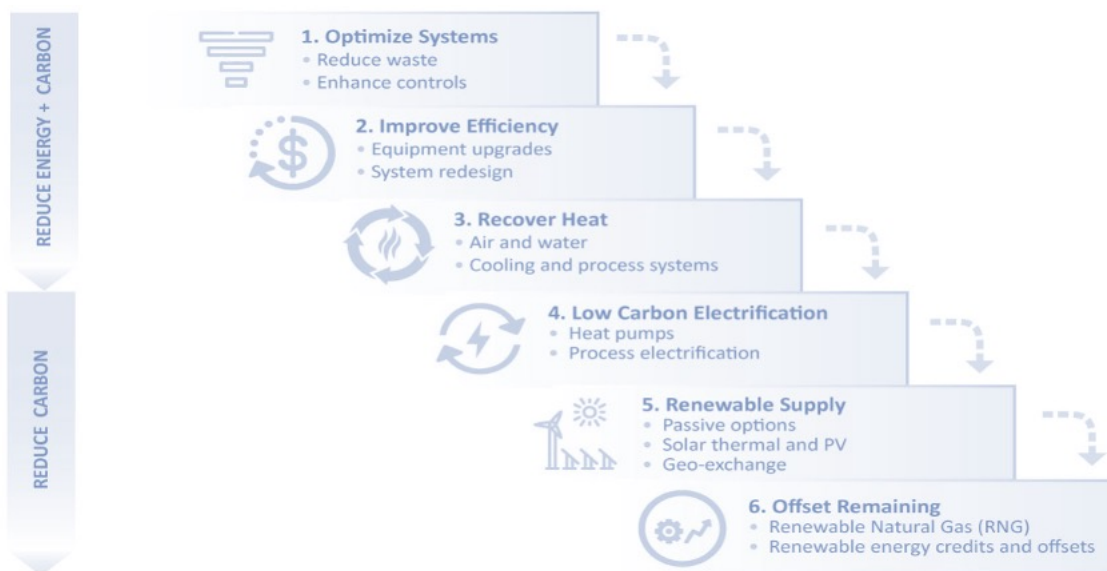 REDUCE ENERGY + CARBON
1. Optimize Systems
• Reduce waste
• Enhance controls
2. Improve Efficiency
• Equipment upgrades
• System redesign
$
3. Recover Heat
• Air and water
• Cooling and process systems
REDUCE CARBON
4. Low Carbon Electrification
• Heat pumps
• Process electrification
5. Renewable Supply
• Passive options
• Solar thermal and PV
• Geo-exchange
6. Offset Remaining
• Renewable Natural Gas (RNG)
• Renewable energy credits and offsets